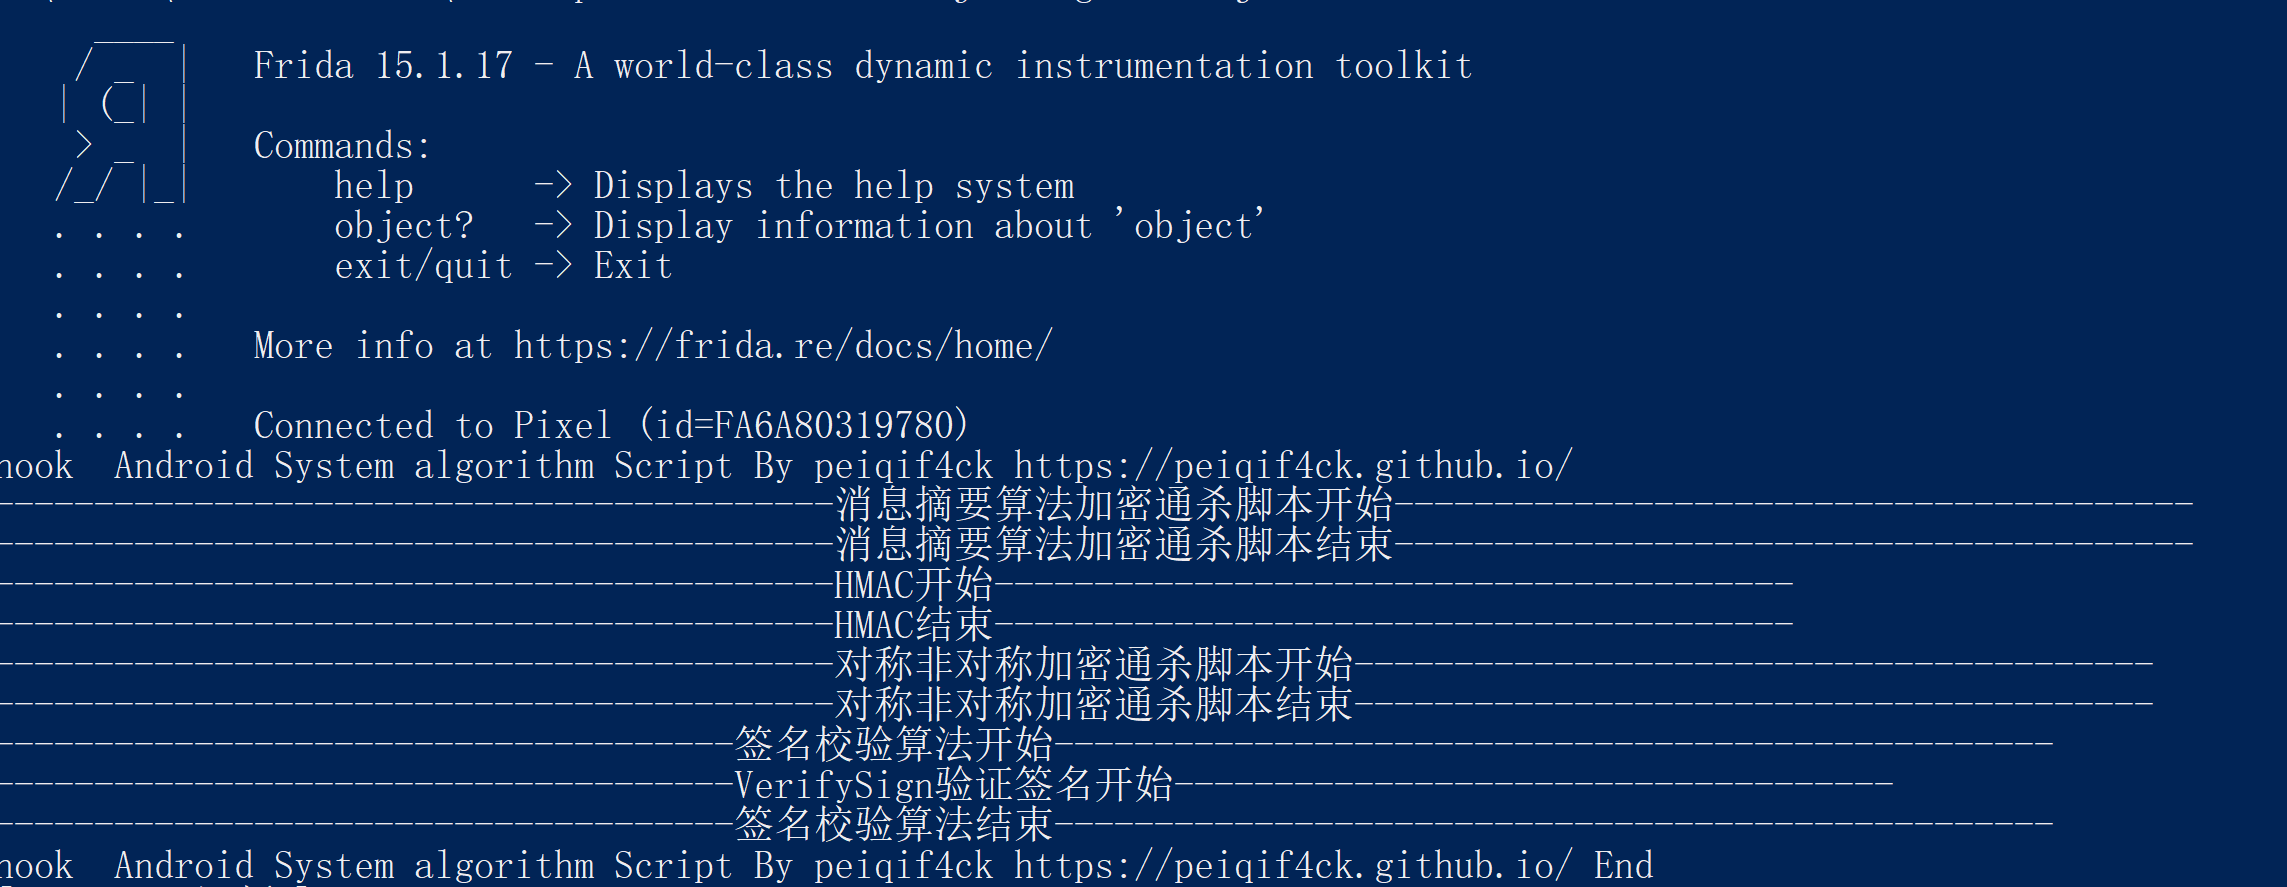 Frida 15.1.17 - A world-class dynamic instrumentation toolkit
Commands:
help -> Displays the help system
object? -> Display information about 'object'
exit/quit -> Exit
More info at https://frida.re/docs/home/
Connected to Pixel (id=FA6A80319780)
hook Android System algorithm Script By peiqif4ck https://peiqif4ck.github.io/
------------------------------------------消息摘要算法加密通杀脚本开始----------------------------------------
------------------------------------------消息摘要算法加密通杀脚本结束----------------------------------------
------------------------------------------HMAC开始----------------------------------------
------------------------------------------HMAC结束----------------------------------------
------------------------------------------对称非对称加密通杀脚本开始----------------------------------------
------------------------------------------对称非对称加密通杀脚本结束----------------------------------------
-------------------------------------签名校验算法开始--------------------------------------------------
-------------------------------------VerifySign验证签名开始------------------------------------
-------------------------------------签名校验算法结束--------------------------------------------------
hook Android System algorithm Script By peiqif4ck https://peiqif4ck.github.io/ End